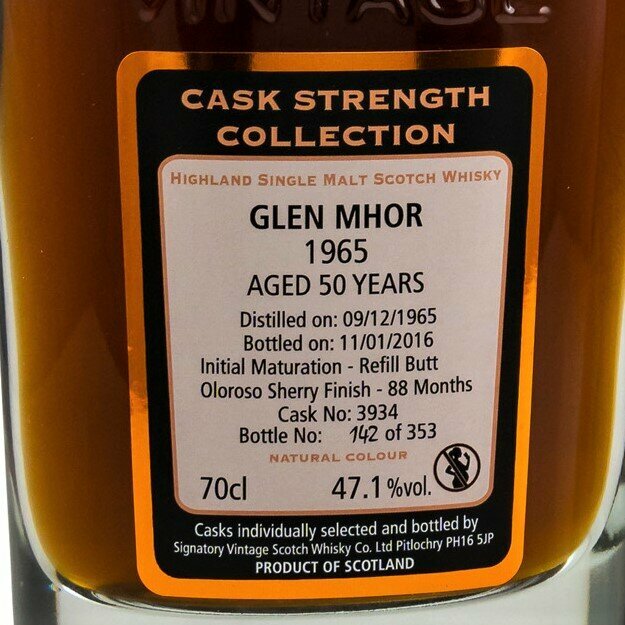 VINTAGE
CASK STRENGTH
COLLECTION
HIGHLAND SINGLE MALT SCOTCH WHISKY
GLEN MHOR
1965
AGED 50 YEARS
Distilled on: 09/12/1965
Bottled on: 11/01/2016
Initial Maturation - Refill Butt
Oloroso Sherry Finish - 88 Months
Cask No: 3934
Bottle No: 142 of 353
NATURAL COLOUR
70cl 47.1%vol.
Casks individually selected and bottled by
Signatory Vintage Scotch Whisky Co. Ltd Pitlochry PH16 5JP
PRODUCT OF SCOTLAND